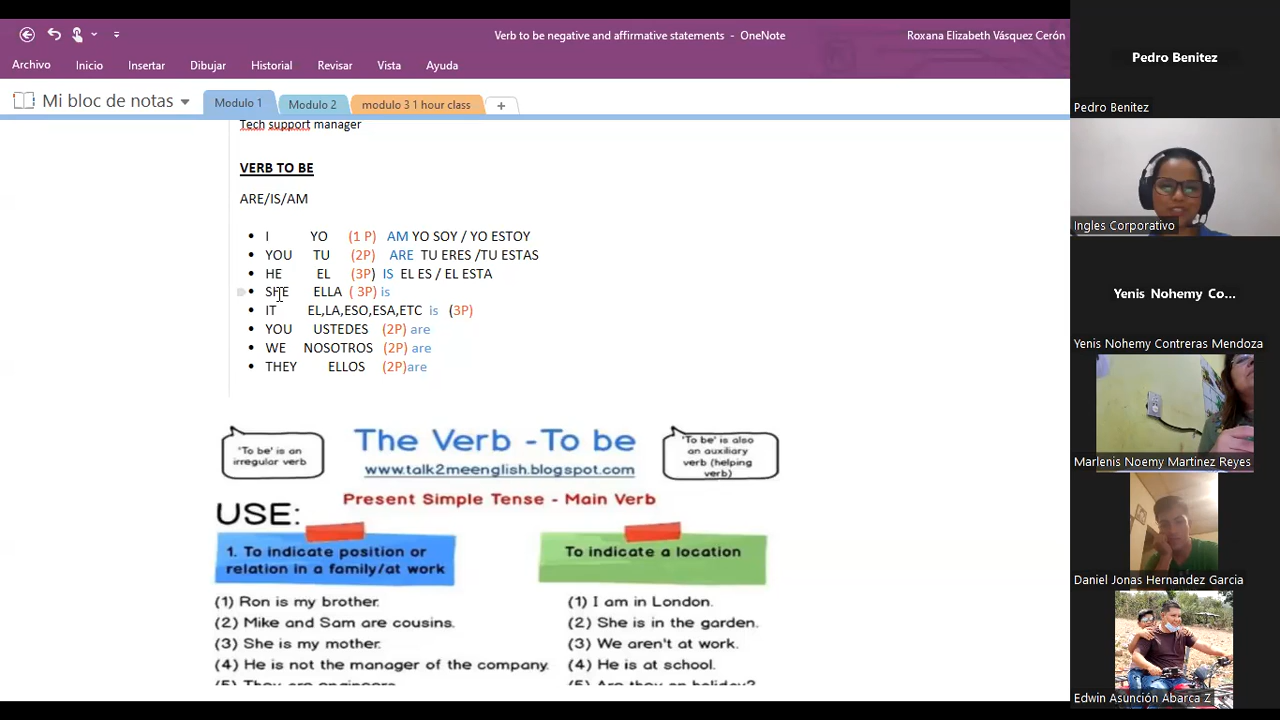 Verb to be negative and affirmative statements - OneNote
Roxana Elizabeth Vásquez Cerón
Archivo Inicio Insertar Dibujar Historial Revisar Vista Ayuda
Mi bloc de notas Modulo 1 Modulo 2 modulo 3 1 hour class +
Tech support manager
VERB TO BE
ARE/IS/AM
• I YO (1 P) AM YO SOY / YO ESTOY
• YOU TU (2P) ARE TU ERES /TU ESTAS
• HE EL (3P) IS EL ES / EL ESTA
• SHE ELLA ( 3P) is
• IT EL,LA,ESO,ESA,ETC is (3P)
• YOU USTEDES (2P) are
• WE NOSOTROS (2P) are
• THEY ELLOS (2P)are
'To be' is an
irregular verb
The Verb -To be
www.talk2meenglish.blogspot.com
'To be' is also
an auxiliary
verb (helping
verb)
Present Simple Tense - Main Verb
USE:
1. To indicate position or
relation in a family/at work
(1) Ron is my brother.
(2) Mike and Sam are cousins.
(3) She is my mother.
(4) He is not the manager of the company.
(5) They are engineers
To indicate a location
(1) I am in London.
(2) She is in the garden.
(3) We aren't at work.
(4) He is at school.
(5) Are they on holiday?
Pedro Benitez
Pedro Benitez
Ingles Corporativo
Yenis Nohemy Co...
Yenis Nohemy Contreras Mendoza
Marlenis Noemy Martinez Reyes
Daniel Jonas Hernandez Garcia
Edwin Asunción Abarca Z